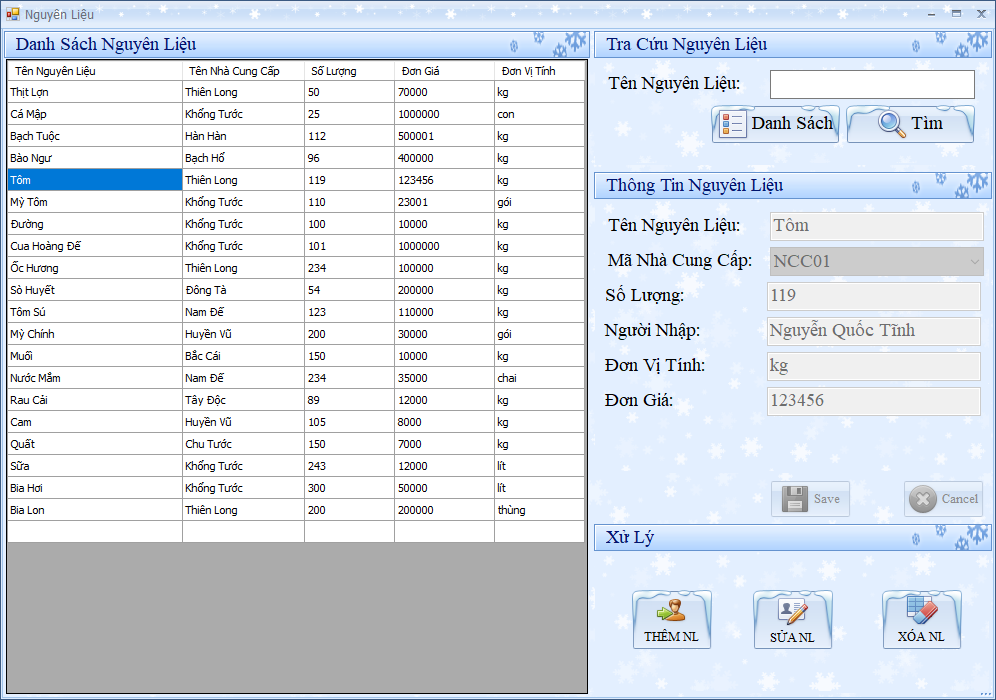 Nguyên Liệu
Danh Sách Nguyên Liệu
Tên Nguyên Liệu Tên Nhà Cung Cấp Số Lượng Đơn Giá Đơn Vị Tính
Thịt Lợn Thiên Long 50 70000 kg
Cá Mập Khổng Tước 25 1000000 con
Bạch Tuộc Hàn Hàn 112 500001 kg
Bào Ngư Bạch Hổ 96 400000 kg
Tôm Thiên Long 119 123456 kg
Mỳ Tôm Khổng Tước 110 23001 gói
Đường Khổng Tước 100 10000 kg
Cua Hoàng Đế Khổng Tước 101 1000000 kg
Ốc Hương Thiên Long 234 100000 kg
Sò Huyết Đông Tà 54 200000 kg
Tôm Sú Nam Đế 123 110000 kg
Mỳ Chính Huyền Vũ 200 30000 gói
Muối Bắc Cái 150 10000 kg
Nước Mắm Nam Đế 234 35000 chai
Rau Cải Tây Độc 89 12000 kg
Cam Huyền Vũ 105 8000 kg
Quất Chu Tước 150 7000 kg
Sữa Khổng Tước 243 12000 lít
Bia Hơi Khổng Tước 300 50000 lít
Bia Lon Thiên Long 200 200000 thùng
Tra Cứu Nguyên Liệu
Tên Nguyên Liệu:
Danh Sách Tìm
Thông Tin Nguyên Liệu
Tên Nguyên Liệu: Tôm
Mã Nhà Cung Cấp: NCC01
Số Lượng: 119
Người Nhập: Nguyễn Quốc Tĩnh
Đơn Vị Tính: kg
Đơn Giá: 123456
Save Cancel
Xử Lý
THÊM NL SỬA NL XÓA NL